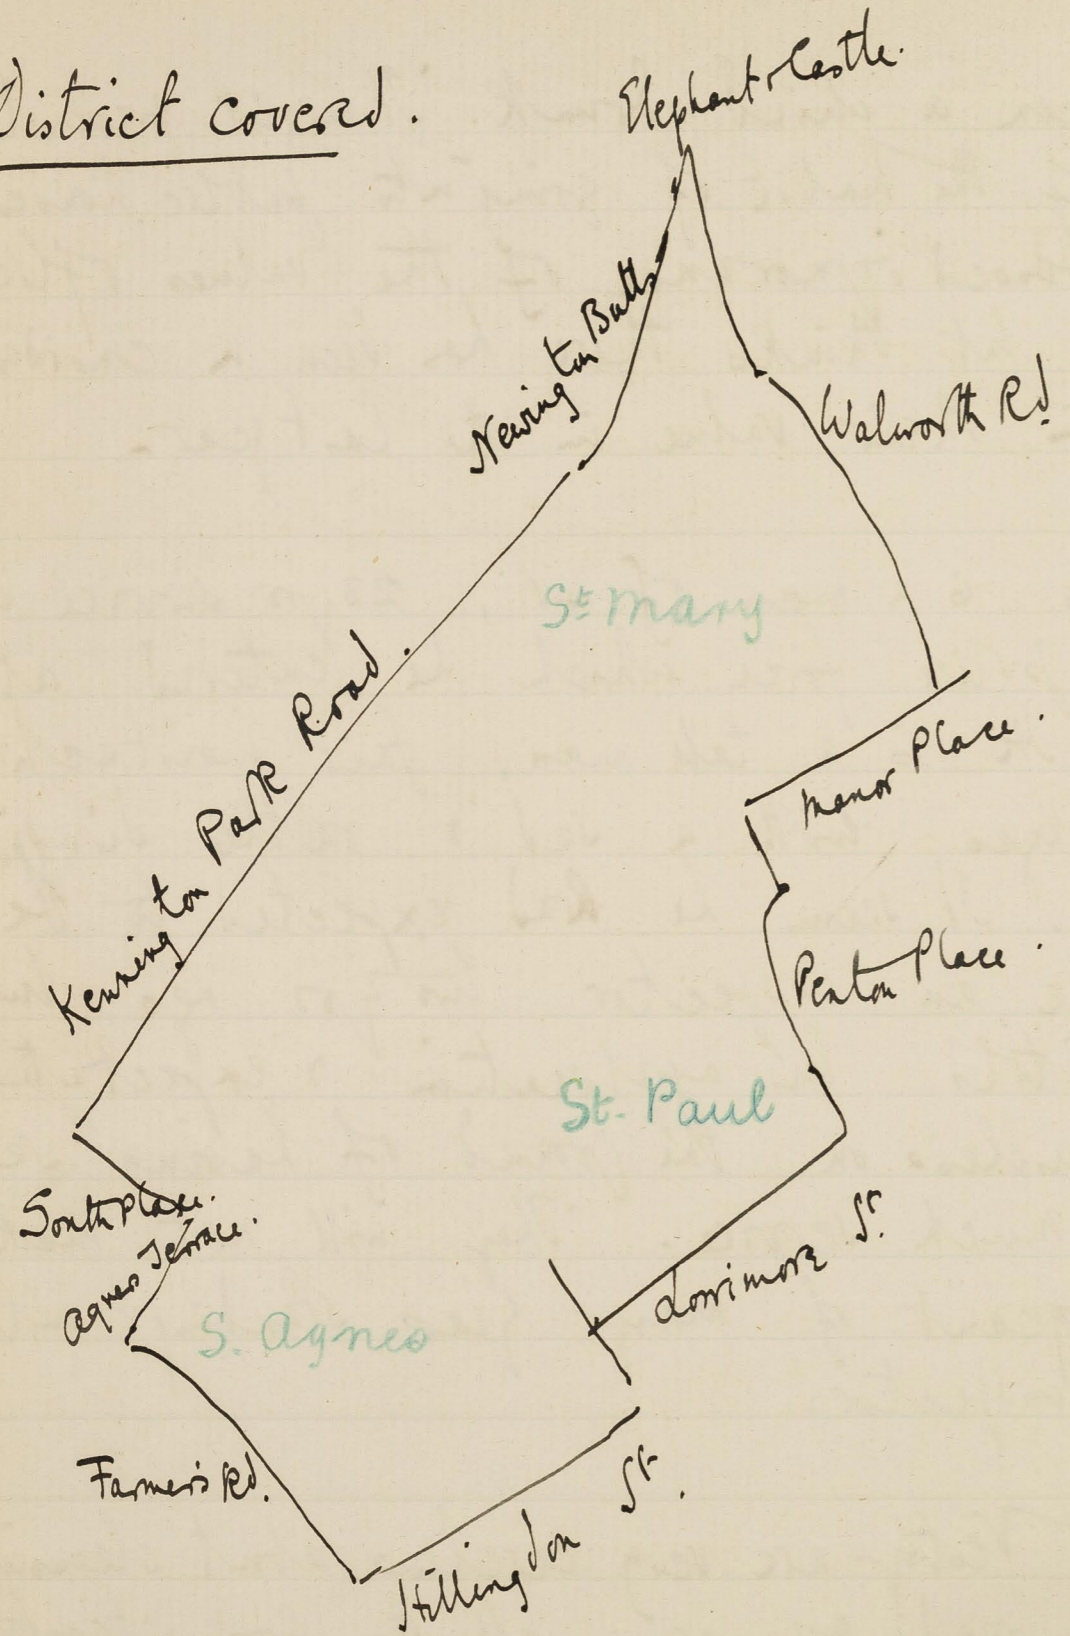 District covered.
Elephant & Castle.
Newington Butts
Walworth Rd
St Mary
Kennington Park Road.
Manor Place.
Penton Place.
St. Paul
South Place.
Agnes Terrace.
Lorrimore St.
S. Agnes
Farmer's Rd.
Hillingdon St.